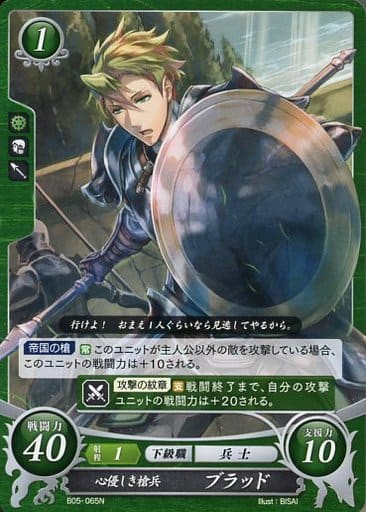 1
行けよ! おまえ1人ぐらいなら見逃してやるから。
帝国の槍 常 このユニットが主人公以外の敵を攻撃している場合、
このユニットの戦闘力は+10される。
攻撃の紋章 支 戦闘終了まで、自分の攻撃
ユニットの戦闘力は+20される。
戦闘力 40
射程 1 下級職 兵士
支援力 10
心優しき槍兵 ブラッド
B05-065N
Illust:BISAI